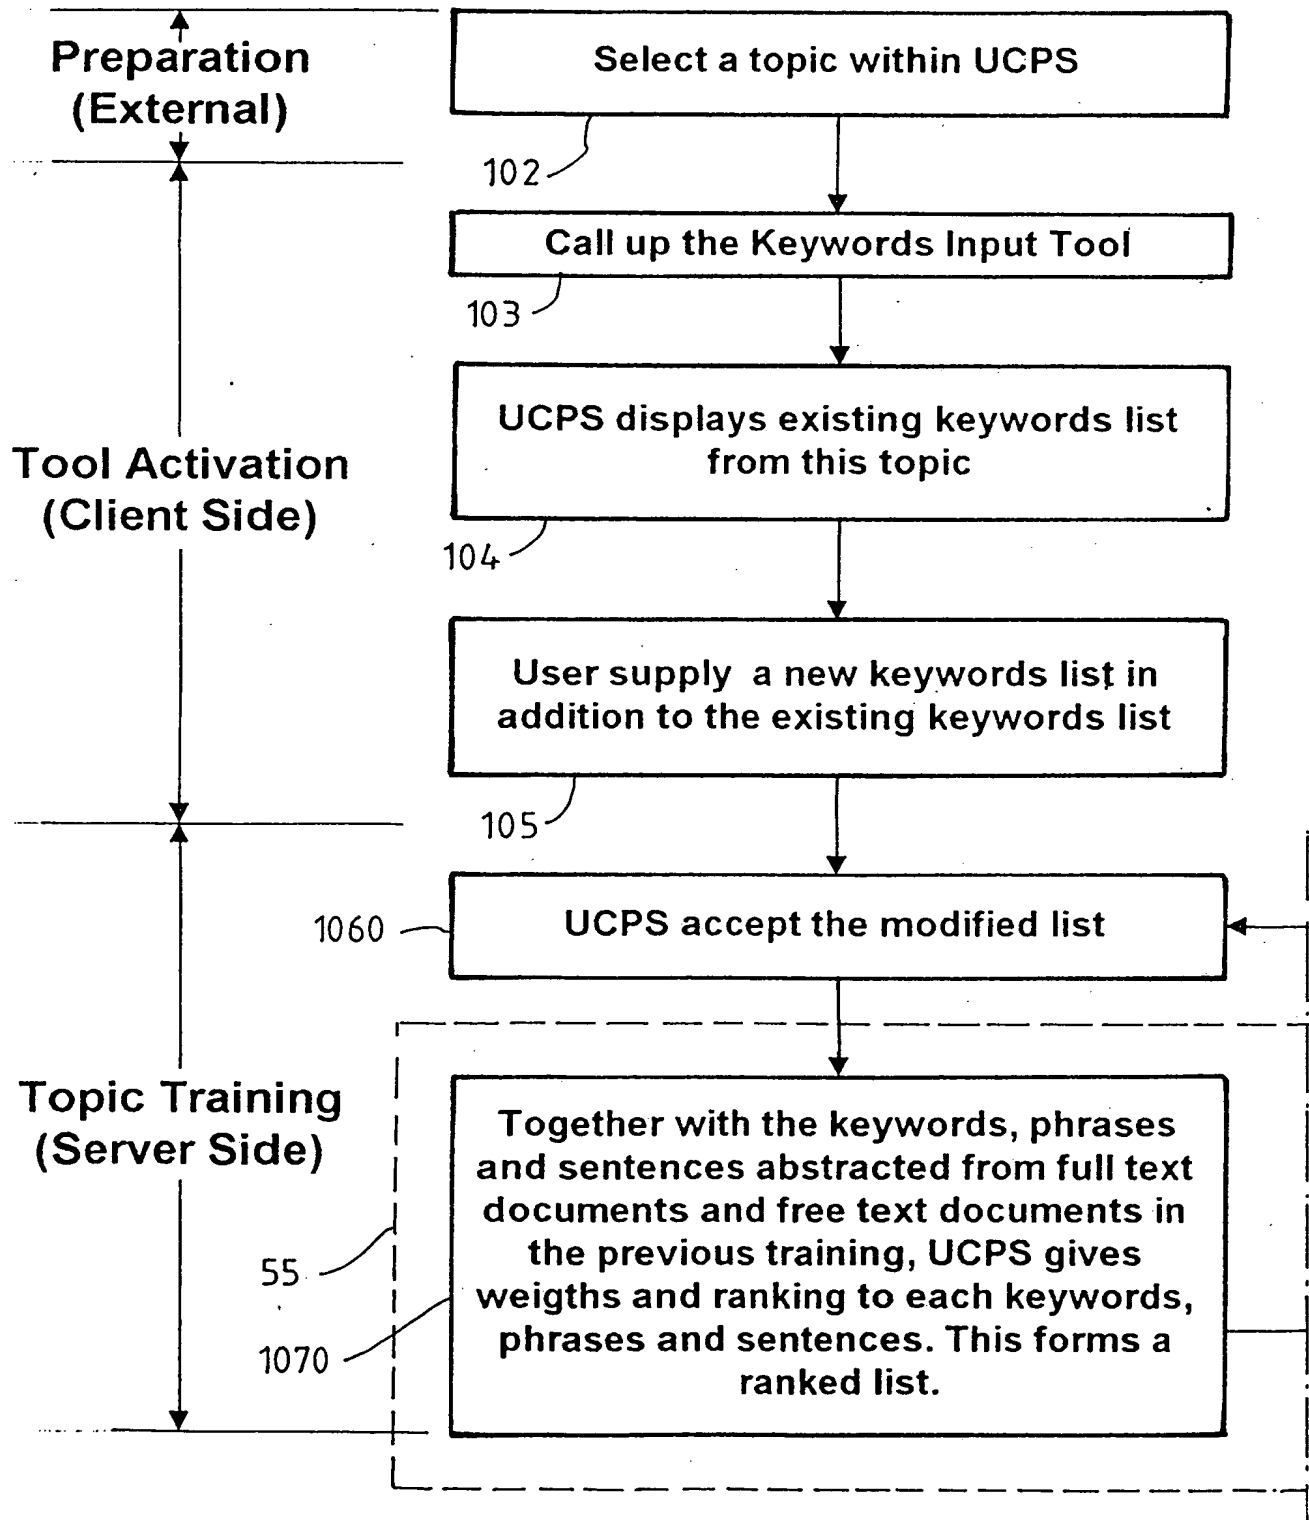 Preparation
(External)
Select a topic within UCPS
102
Call up the Keywords Input Tool
103
UCPS displays existing keywords list
from this topic
104
Tool Activation
(Client Side)
User supply a new keywords list in
addition to the existing keywords list
105
UCPS accept the modified list
1060
Topic Training
(Server Side)
Together with the keywords, phrases
and sentences abstracted from full text
documents and free text documents in
the previous training, UCPS gives
weigths and ranking to each keywords,
phrases and sentences. This forms a
ranked list.
55
1070